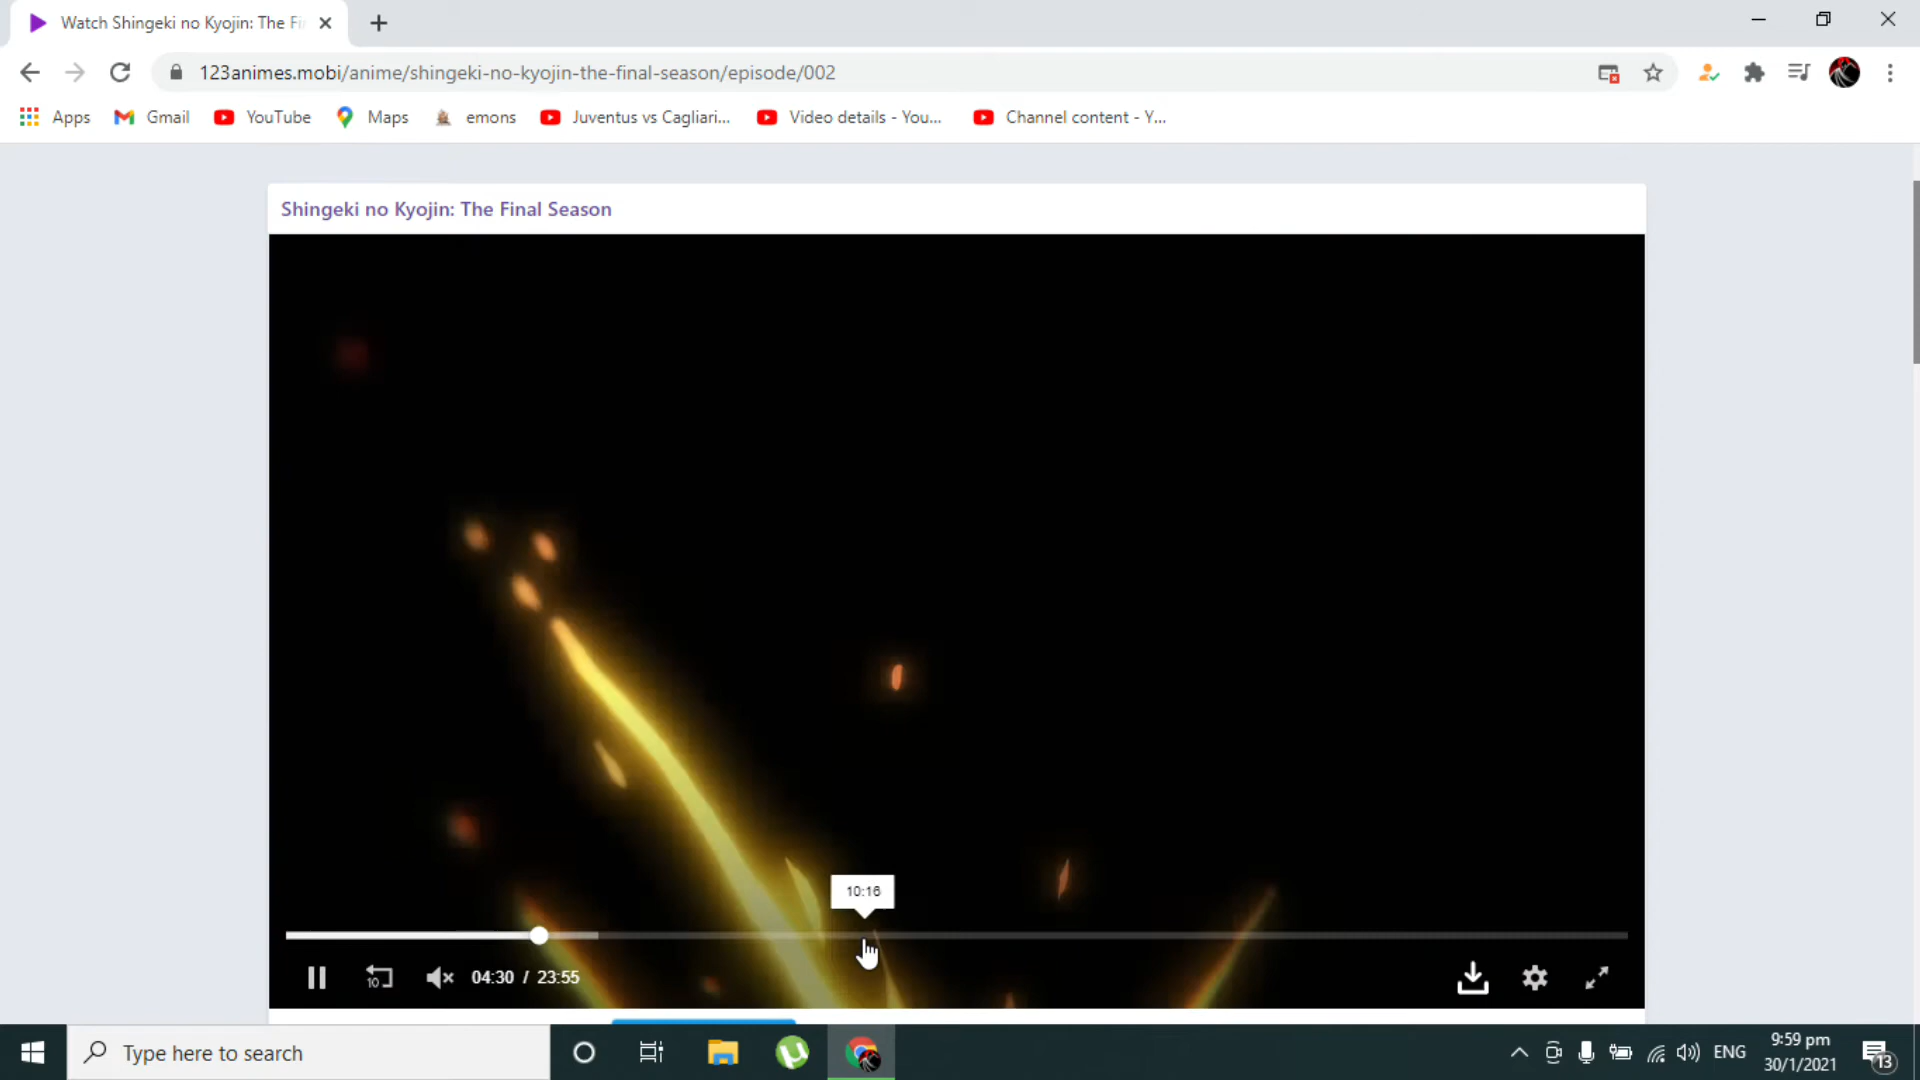 Watch Shingeki no Kyojin: The Fi
123animes.mobi/anime/shingeki-no-kyojin-the-final-season/episode/002
Apps Gmail YouTube Maps emons Juventus vs Cagliari... Video details - You... Channel content - Y...
Shingeki no Kyojin: The Final Season
10:16
10 04:30 / 23:55
Type here to search
ENG
9:59 pm
30/1/2021
13